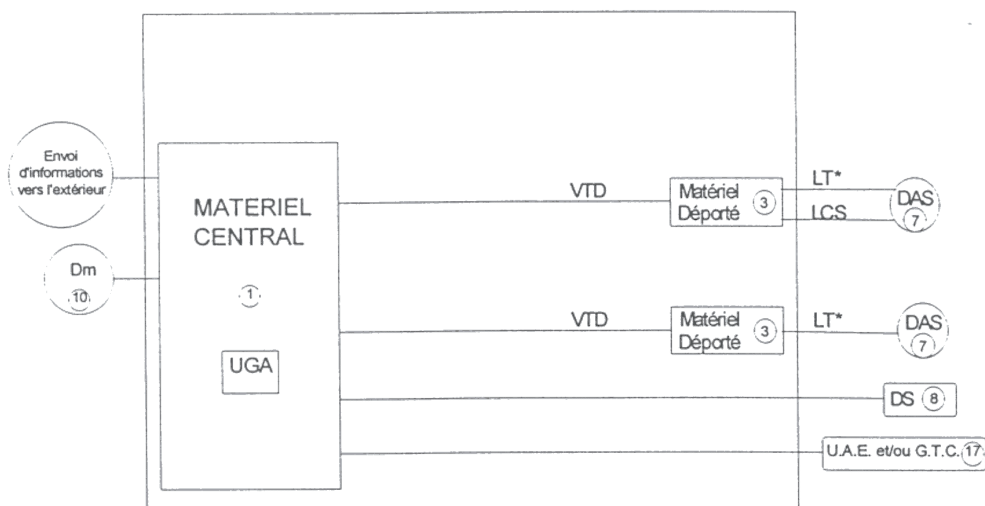 Envoi
d'informations
vers l'extérieur
Dm
10
MATERIEL
CENTRAL
1
UGA
VTD
Matériel
Déporté 3
LT*
LCS
DAS
7
VTD
Matériel
Déporté 3
LT*
DAS
7
DS 8
U.A.E. et/ou G.T.C. 17